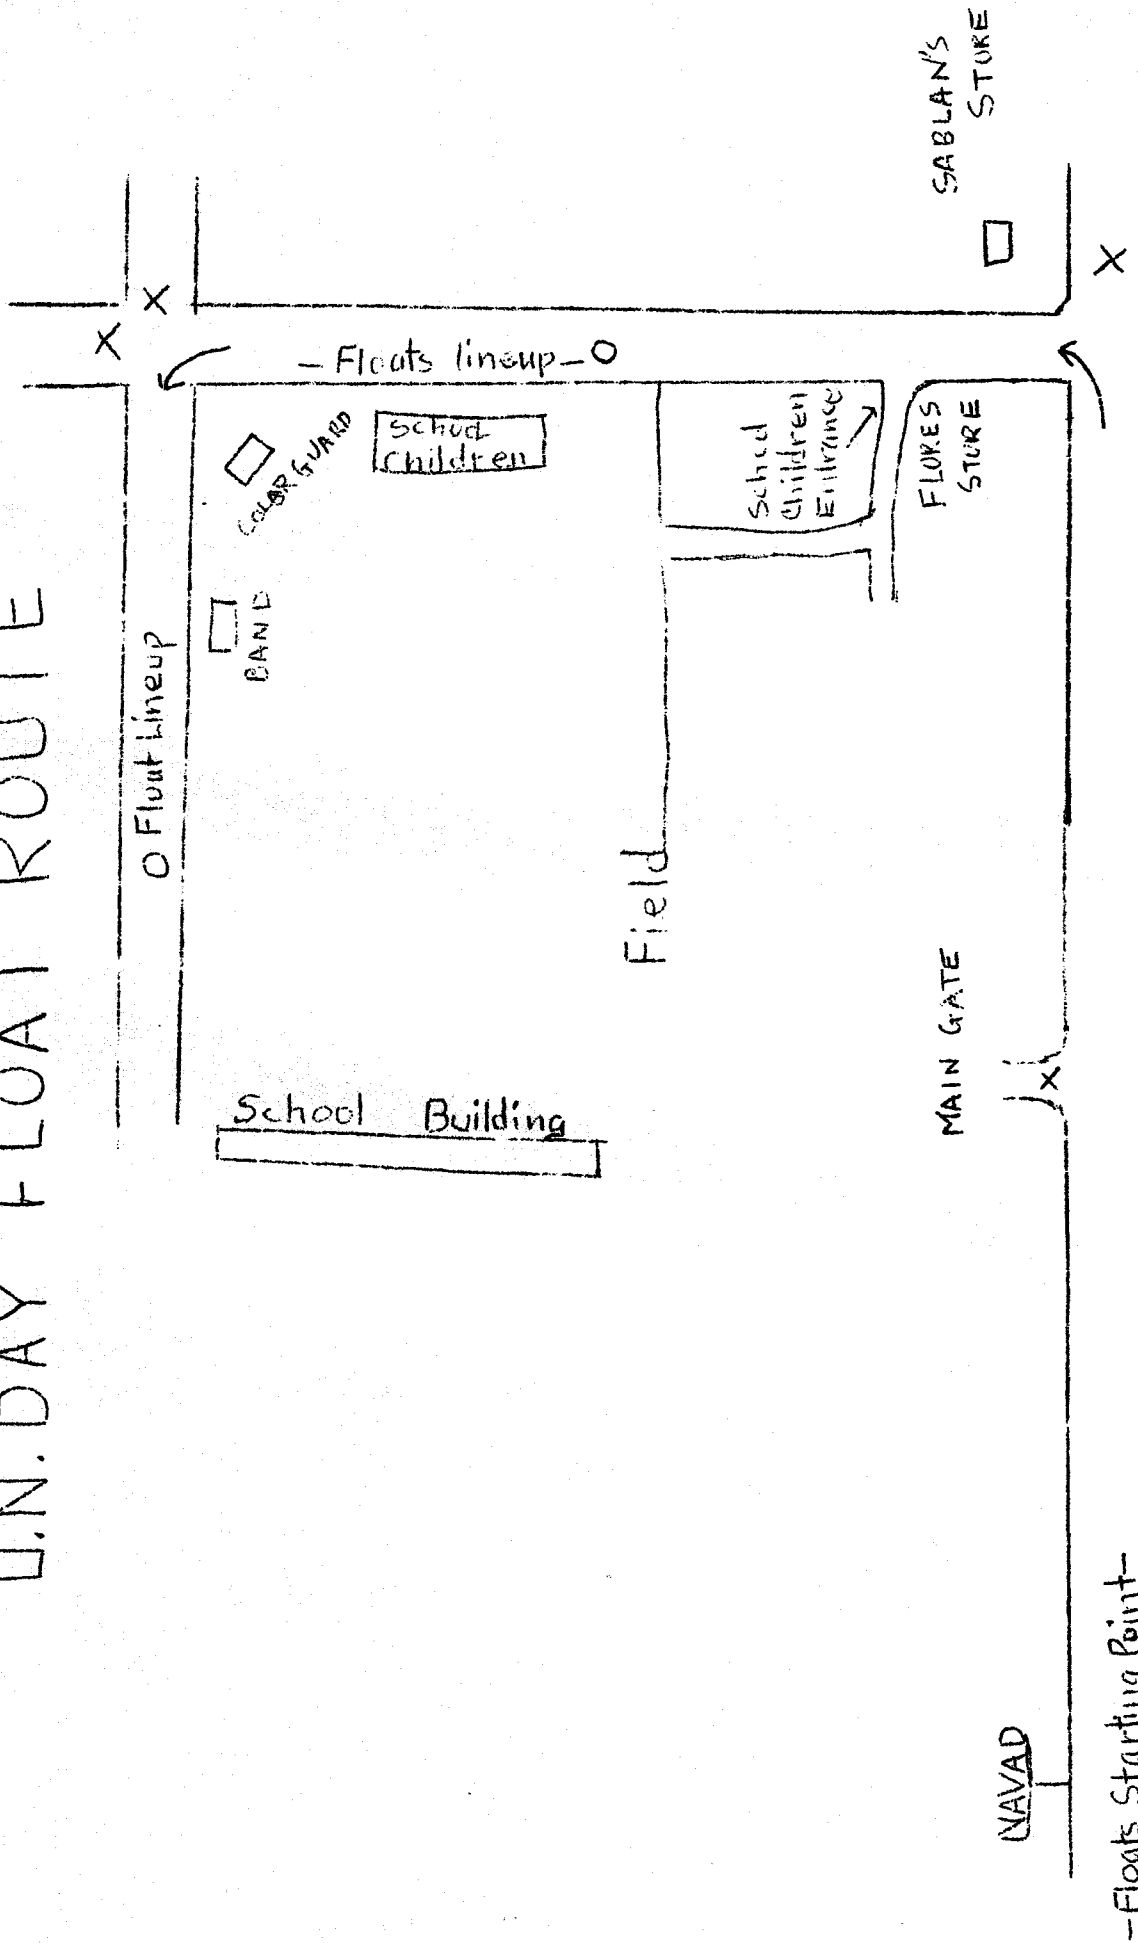 U.N. DAY FLOAT ROUTE
O Float Lineup
X
X
— Floats lineup — O
COLOR GUARD
BAND
School
Children
Field
School Building
School
Children
Entrance
FLORES
STORE
SABLAN'S
STORE
X
MAIN GATE
X
NAVAD
—Floats Starting Point—